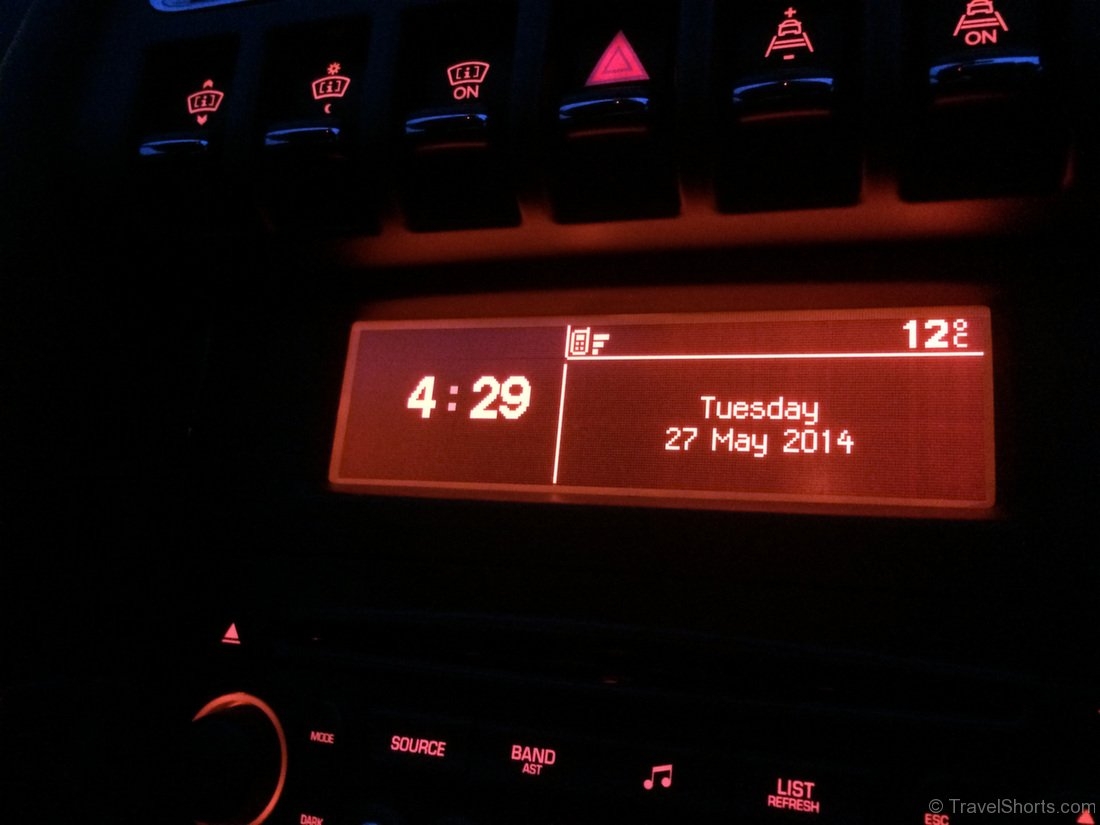 ON
ON
12°C
4:29
Tuesday
27 May 2014
MODE
SOURCE
BAND
AST
LIST
REFRESH
DARK
ESC
© TravelShorts.com